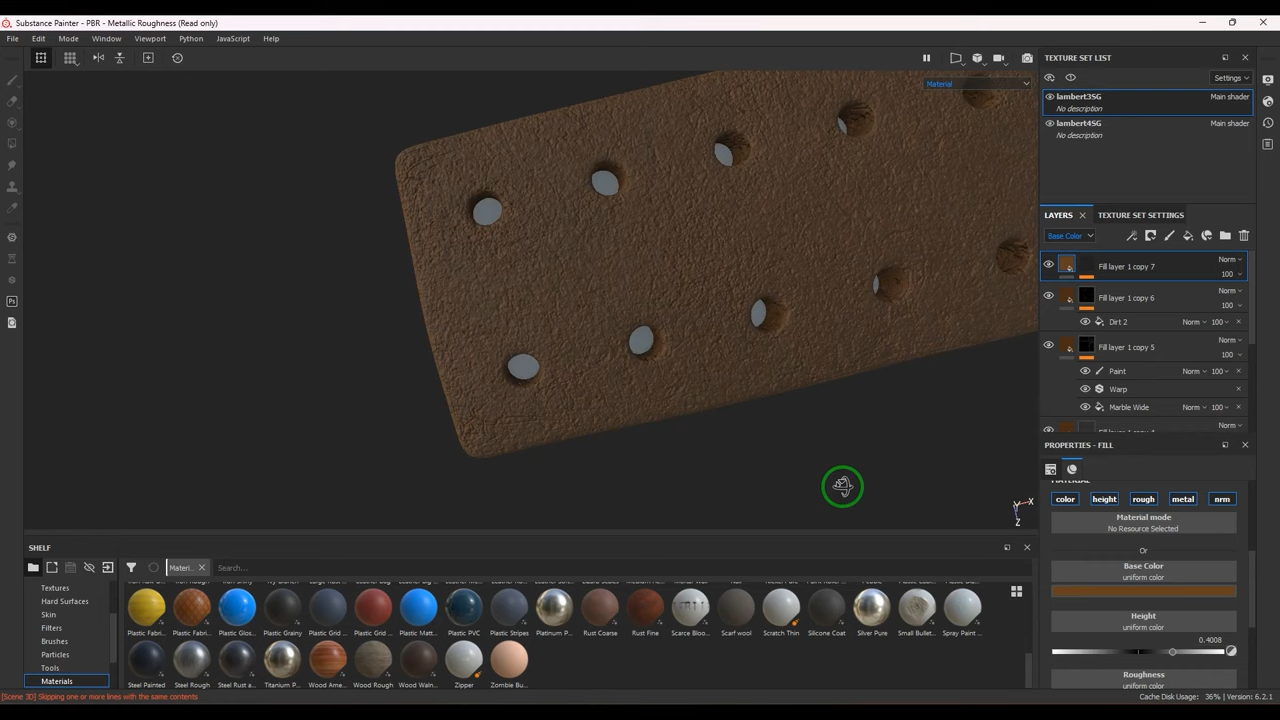 Substance Painter - PBR - Metallic Roughness (Read only)
File Edit Mode Window Viewport Python JavaScript Help
Material
TEXTURE SET LIST
Settings
lambert3SG Main shader
No description
lambert4SG Main shader
No description
LAYERS TEXTURE SET SETTINGS
Base Color
Fill layer 1 copy 7 Norm
100
Fill layer 1 copy 6 Norm
100
Dirt 2 Norm 100
Fill layer 1 copy 5 Norm
100
Paint Norm 100
Warp
Marble Wide Norm 100
Norm
PROPERTIES - FILL
MATERIAL
color height rough metal nrm
Material mode
No Resource Selected
Or
Base Color
uniform color
Height
uniform color
0.4008
Roughness
uniform color
Ps
X
Y
Z
SHELF
Materi... Search...
Textures
Hard Surfaces
Skin
Filters
Brushes
Particles
Tools
Materials
Plastic Fabri... Plastic Fabri... Plastic Glos... Plastic Grainy Plastic Grid ... Plastic Grid ... Plastic Matt... Plastic PVC Plastic Stripes Platinum P... Rust Coarse Rust Fine Scarce Bloo... Scarf wool Scratch Thin Silicone Coat Silver Pure Small Bullet... Spray Paint ...
Steel Painted Steel Rough Steel Rust a... Titanium P... Wood Ame... Wood Rough Wood Waln... Zipper Zombie Bu...
[Scene 3D] Skipping one or more lines with the same contents
Cache Disk Usage: 36% | Version: 6.2.1